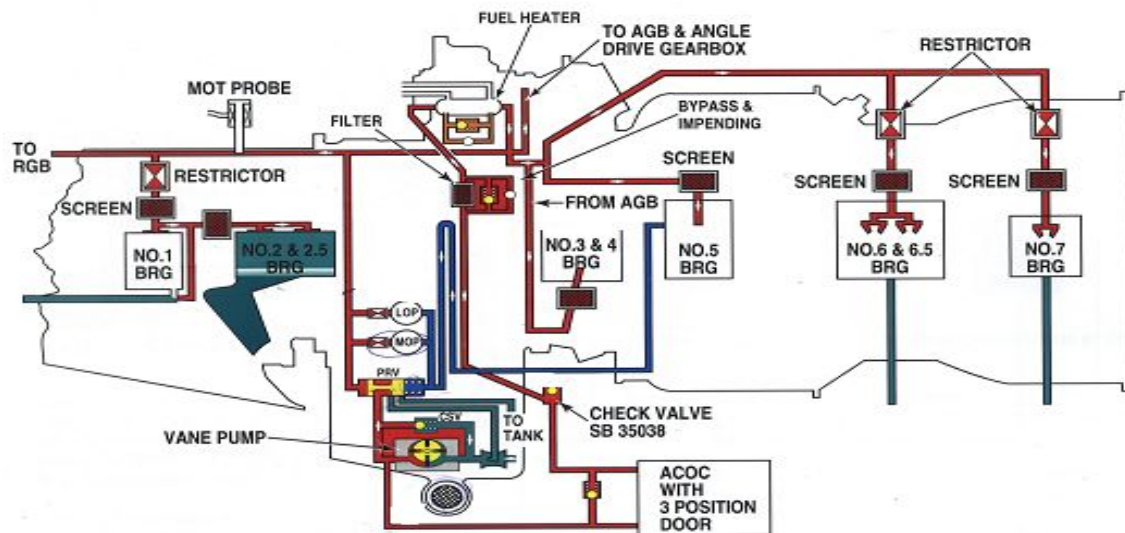 FUEL HEATER
TO AGB & ANGLE
DRIVE GEARBOX
RESTRICTOR
MOT PROBE
FILTER
BYPASS &
IMPENDING
TO
RGB
RESTRICTOR
SCREEN
SCREEN
SCREEN
SCREEN
FROM AGB
NO.1
BRG
NO.2 & 2.5
BRG
NO.3 & 4
BRG
NO.5
BRG
NO.6 & 6.5
BRG
NO.7
BRG
LOP
MOP
PRV
CSV
TO
TANK
CHECK VALVE
SB 35038
VANE PUMP
ACOC
WITH
3 POSITION
DOOR